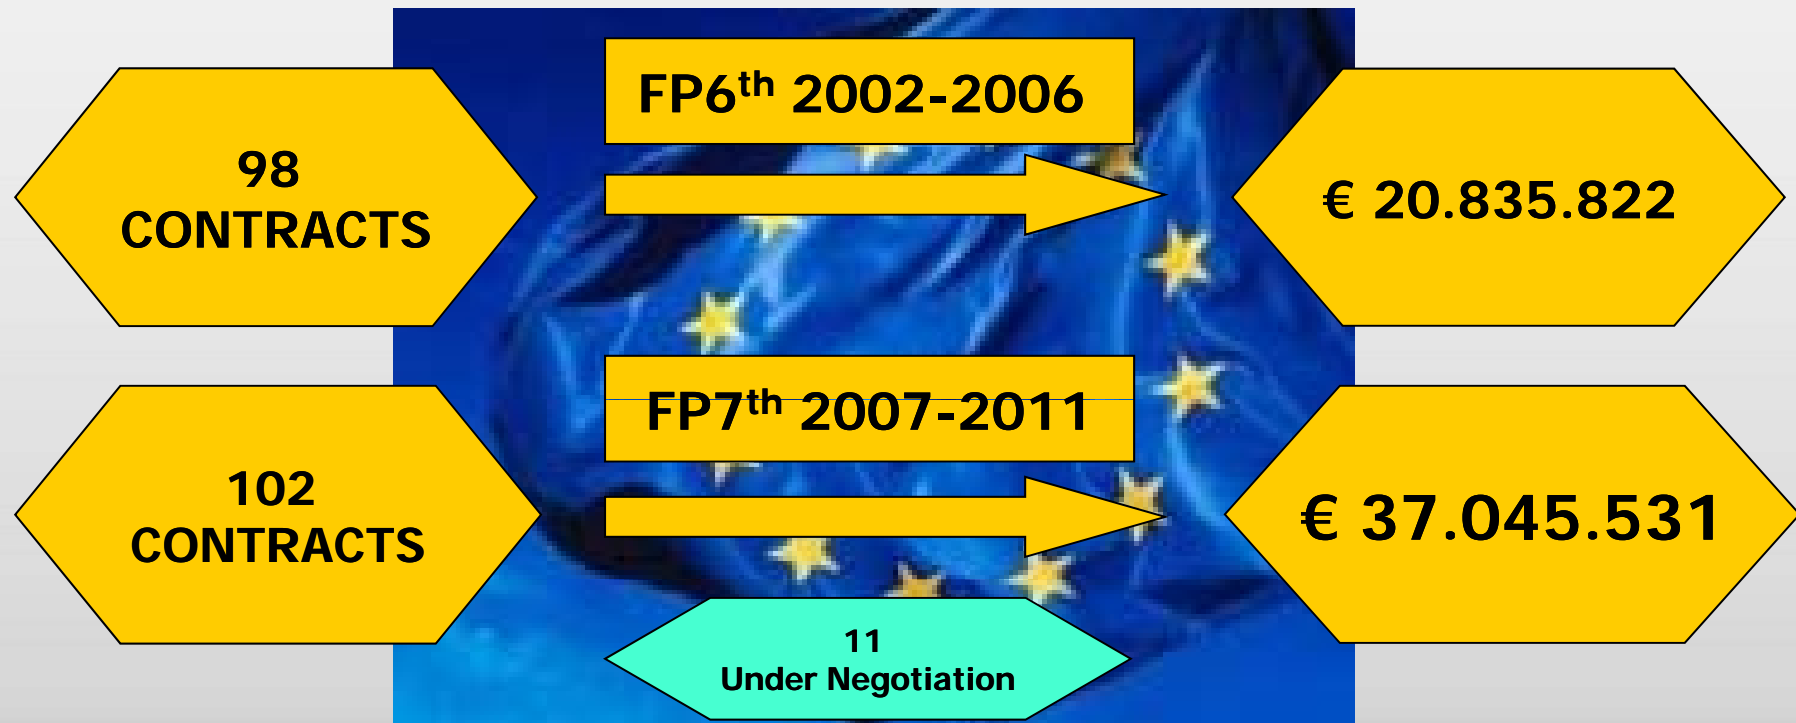 FP6th 2002-2006
98
CONTRACTS
€ 20.835.822
FP7th 2007-2011
102
CONTRACTS
€ 37.045.531
11
Under Negotiation